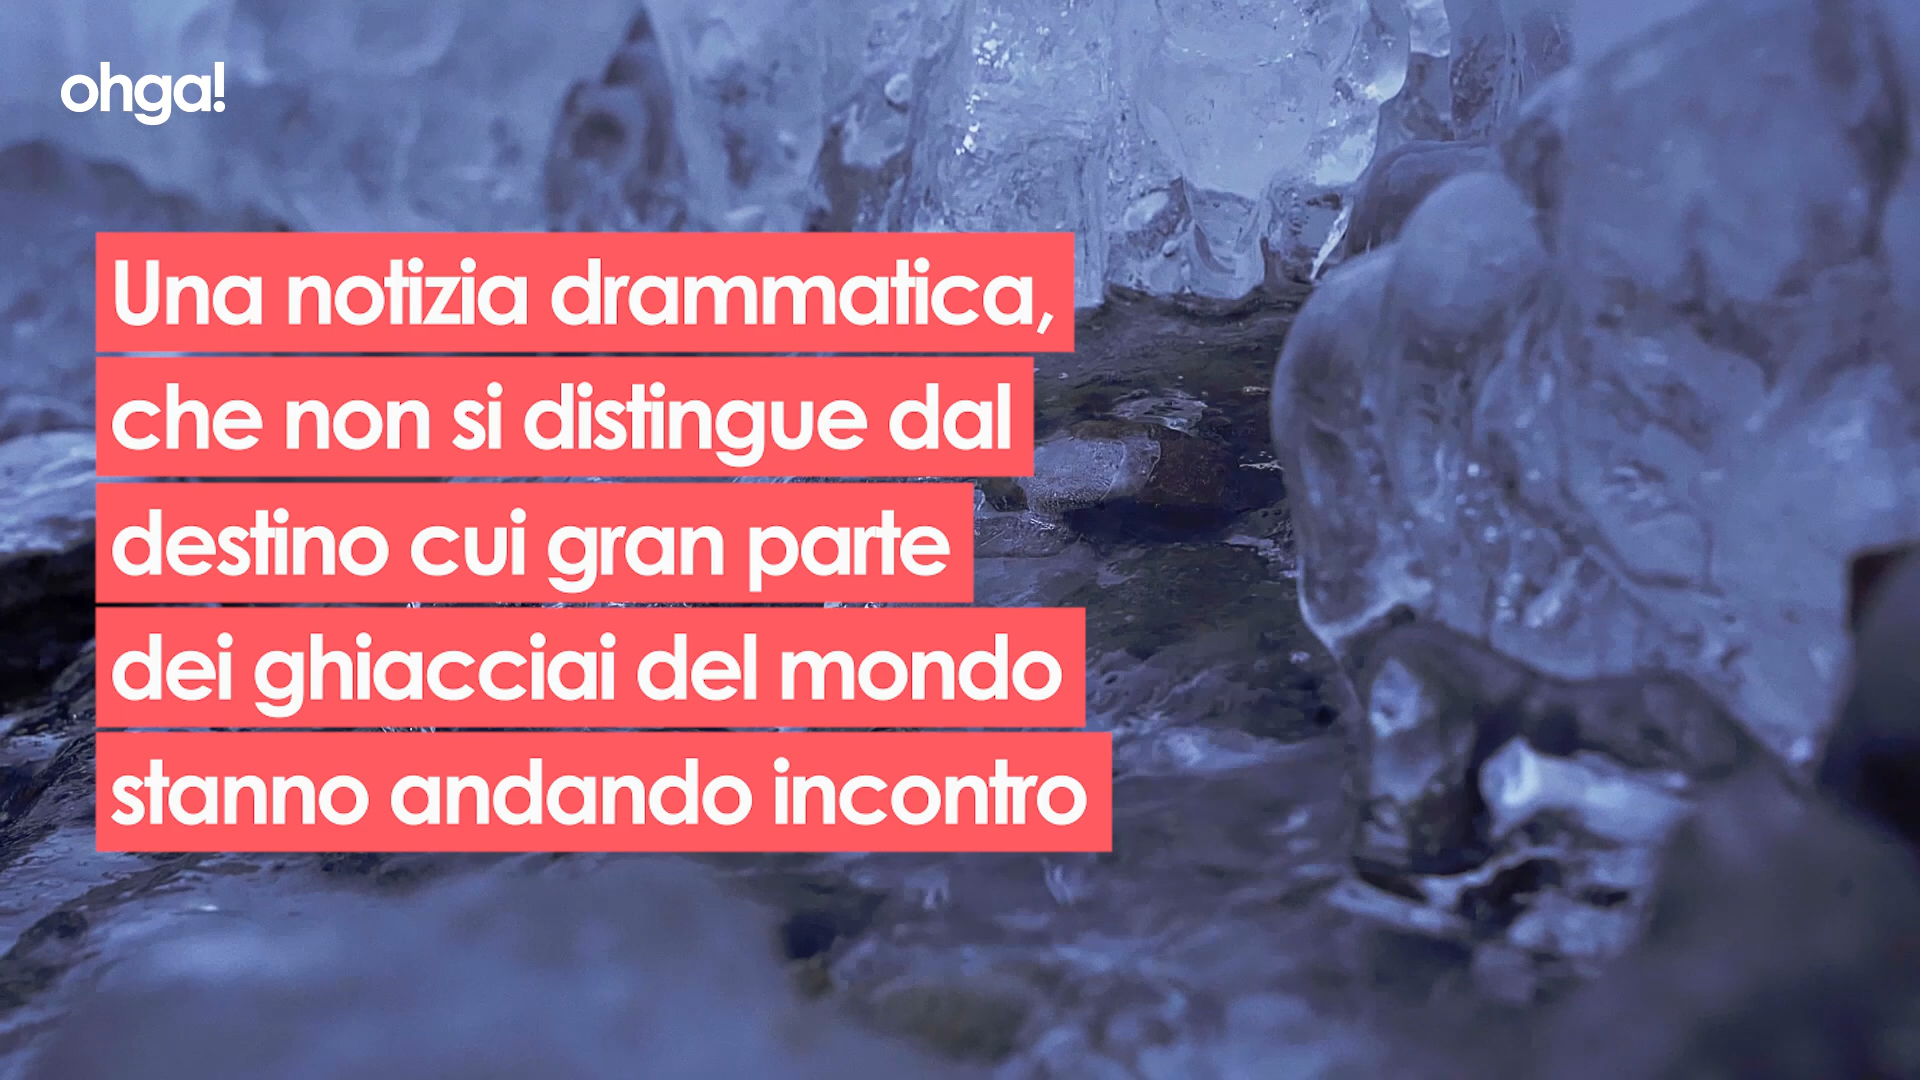 ohga!
Una notizia drammatica,
che non si distingue dal
destino cui gran parte
dei ghiacciai del mondo
stanno andando incontro